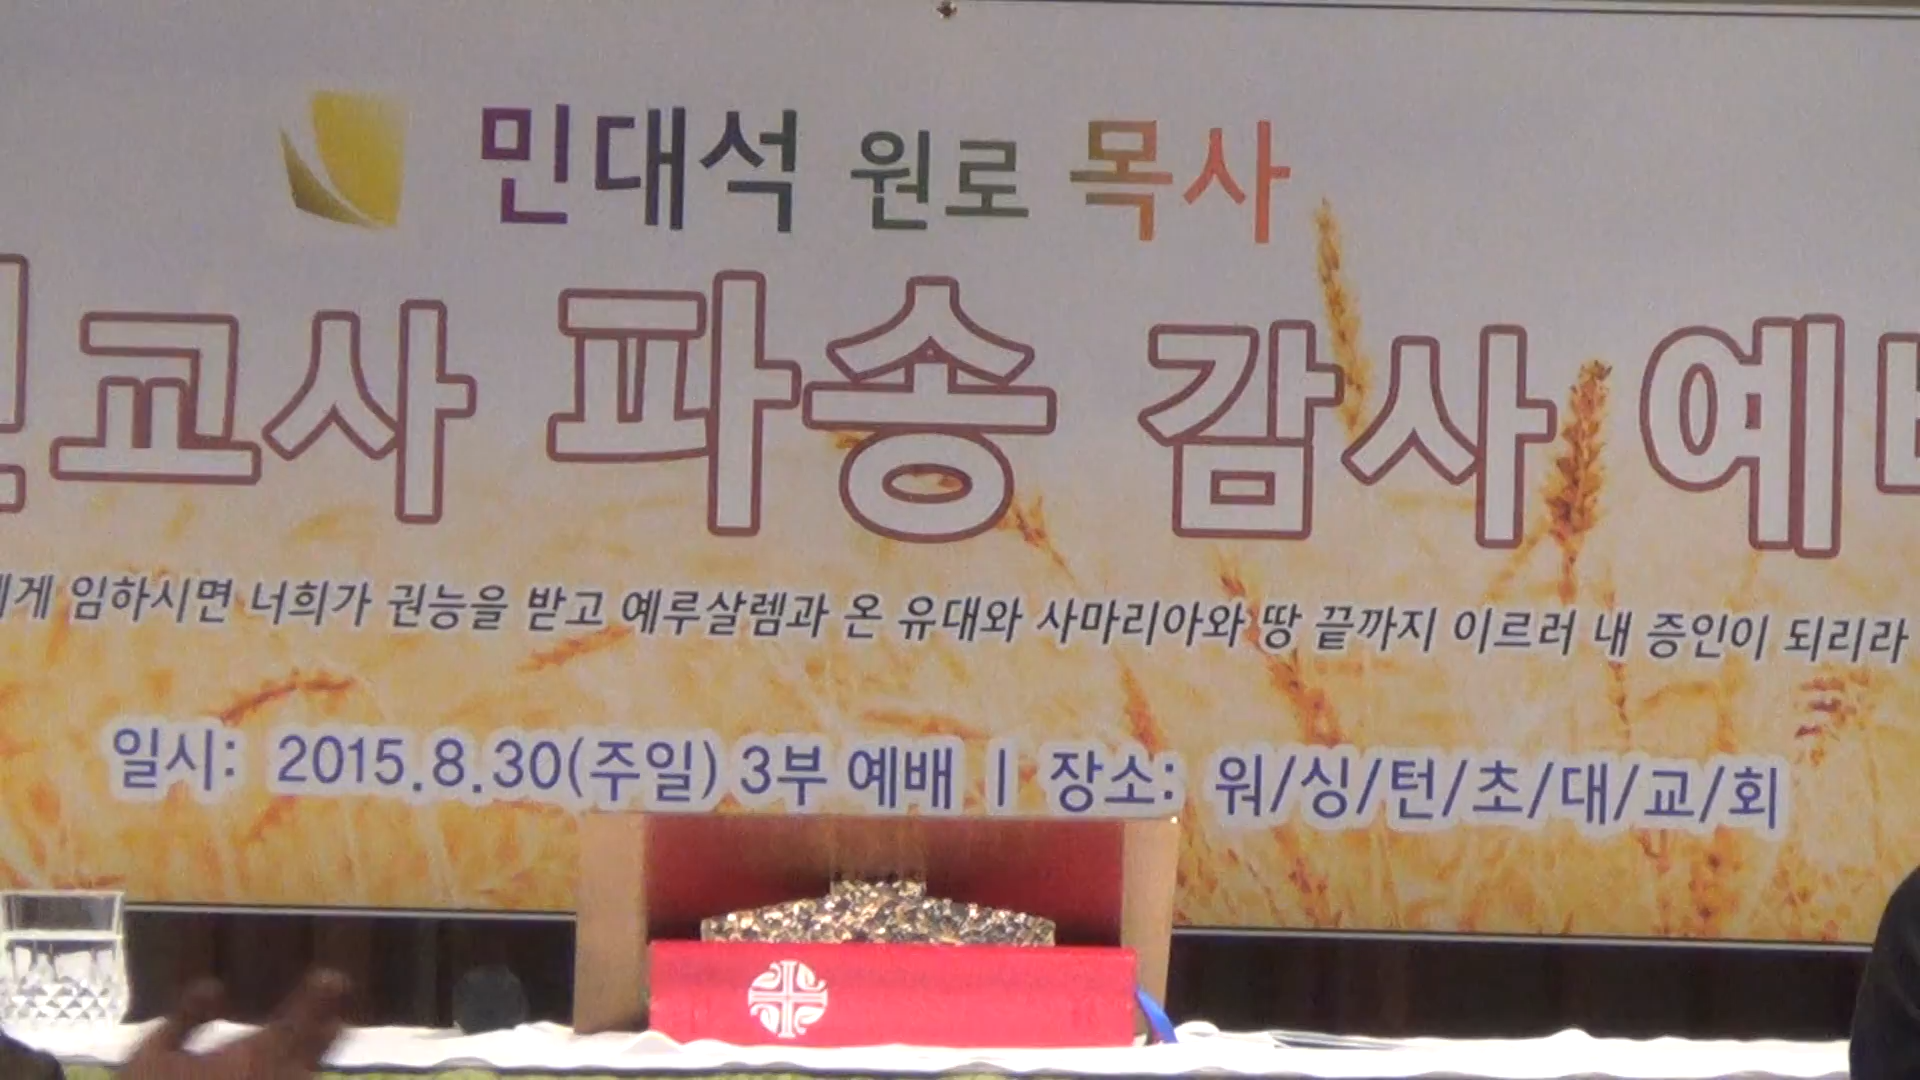 민대석 원로 목사
선교사 파송 감사 예배
에게 임하시면 너희가 권능을 받고 예루살렘과 온 유대와 사마리아와 땅 끝까지 이르러 내 증인이 되리라
일시: 2015.8.30(주일) 3부 예배 | 장소: 워/싱/턴/초/대/교/회